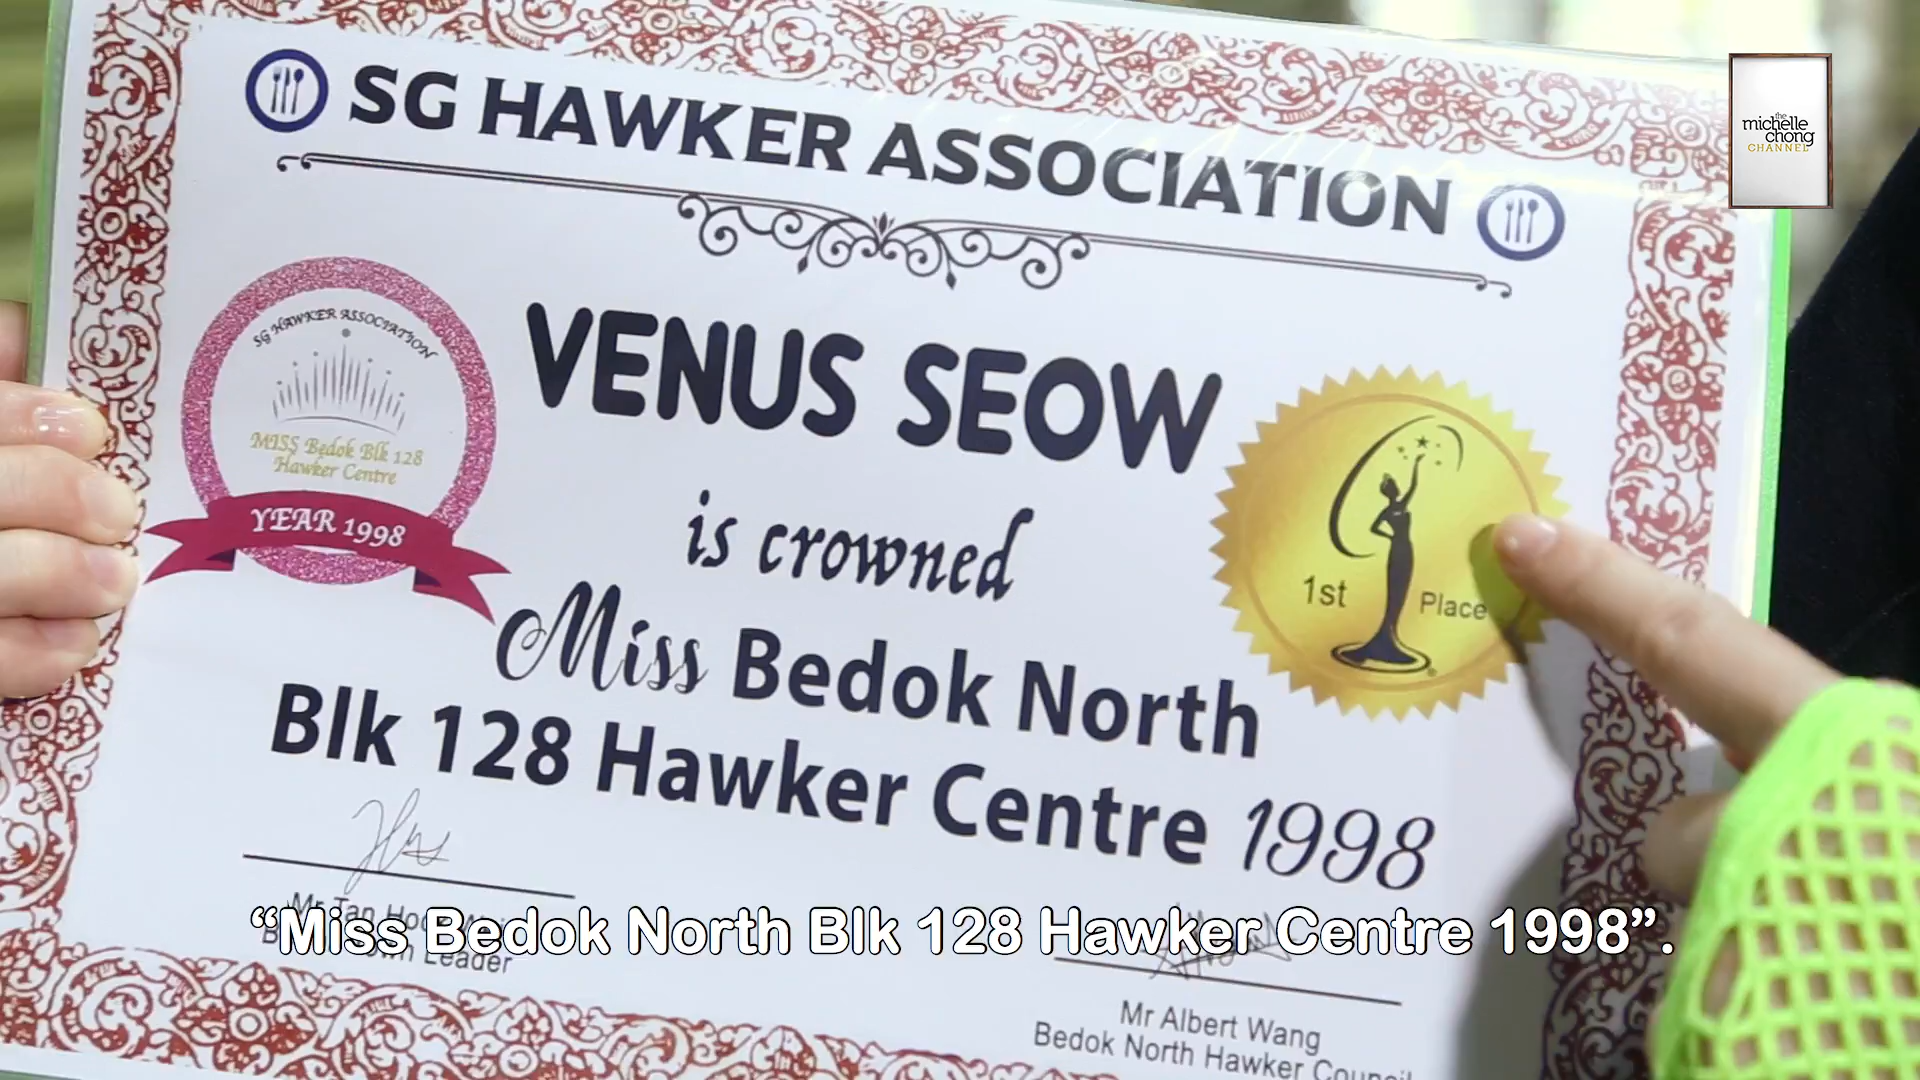 SG HAWKER ASSOCIATION
the
michelle
chong
CHANNEL
SG HAWKER ASSOCIATION
MISS Bedok Blk 128
Hawker Centre
YEAR 1998
VENUS SEOW
is crowned
Miss Bedok North
Blk 128 Hawker Centre 1998
1st Place
Mr Tan
Leader
“Miss Bedok North Blk 128 Hawker Centre 1998”.
Mr Albert Wang
Bedok North Hawker Council